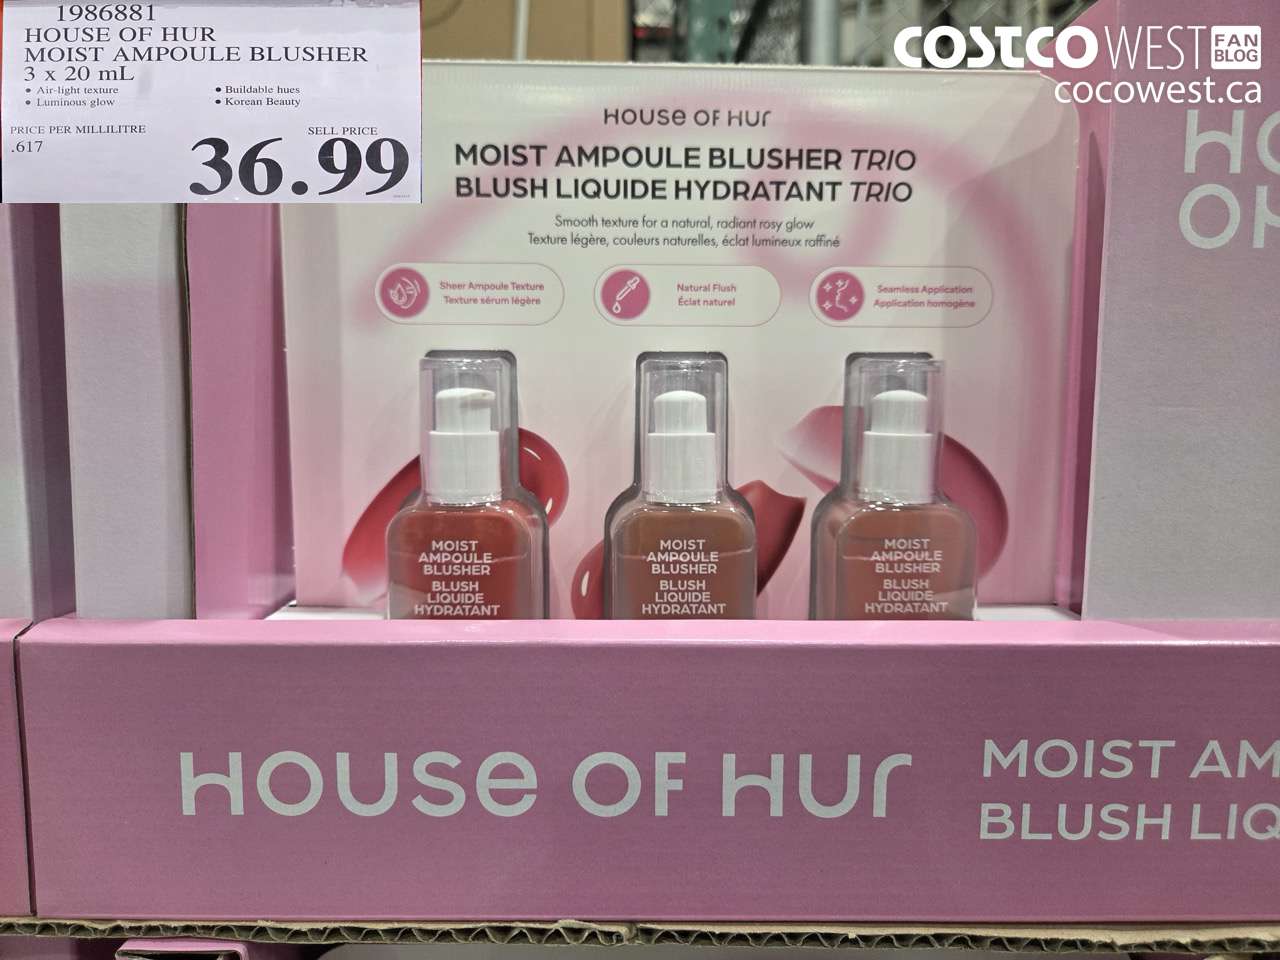 1986881
HOUSE OF HUR
MOIST AMPOULE BLUSHER
3 x 20 mL
• Air-light texture
• Buildable hues
• Luminous glow
• Korean Beauty
PRICE PER MILLILITRE
SELL PRICE
.617
36.99
COSTCO WEST FAN BLOG
cocowest.ca
HOUSE OF HUR
MOIST AMPOULE BLUSHER TRIO
BLUSH LIQUIDE HYDRATANT TRIO
Smooth texture for a natural, radiant rosy glow
Texture légère, couleurs naturelles, éclat lumineux raffiné
Sheer Ampoule Texture
Texture sérum légère
Natural Flush
Éclat naturel
Seamless Application
Application homogène
MOIST
AMPOULE
BLUSHER
BLUSH
LIQUIDE
HYDRATANT
MOIST
AMPOULE
BLUSHER
BLUSH
LIQUIDE
HYDRATANT
MOIST
AMPOULE
BLUSHER
BLUSH
LIQUIDE
HYDRATANT
HOUSE OF HUR
MOIST AM
BLUSH LIQ